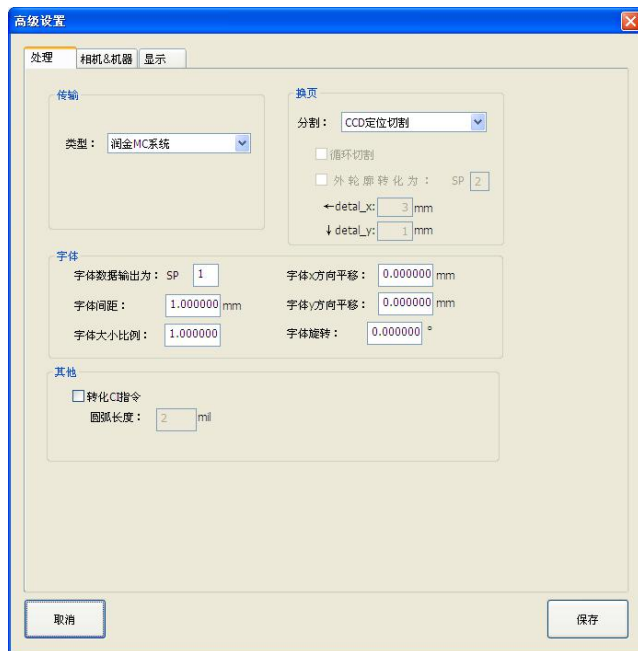 高级设置
处理 相机&机器 显示
传输
类型： 润金MC系统
换页
分割： CCD定位切割
循环切割
外轮廓转化为： SP 2
←detal_x: 3 mm
↓detal_y: 1 mm
字体
字体数据输出为： SP 1
字体x方向平移： 0.000000 mm
字体间距： 1.000000 mm
字体y方向平移： 0.000000 mm
字体大小比例： 1.000000
字体旋转： 0.000000 °
其他
转化CI指令
圆弧长度： 2 mil
取消 保存